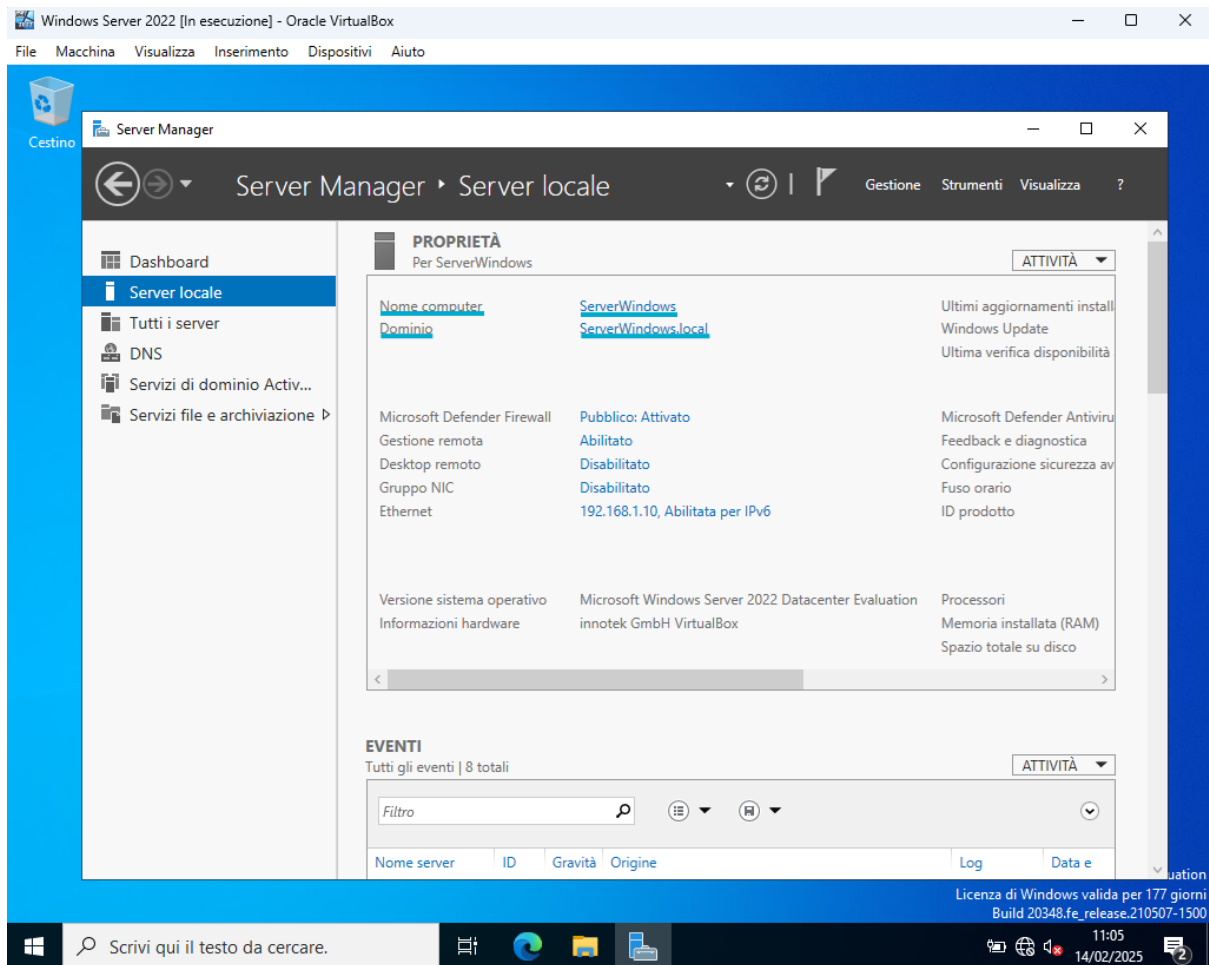 Windows Server 2022 [In esecuzione] - Oracle VirtualBox
File Macchina Visualizza Inserimento Dispositivi Aiuto
Cestino
Server Manager
Server Manager Server locale
Gestione Strumenti Visualizza ?
Dashboard
Server locale
Tutti i server
DNS
Servizi di dominio Activ...
Servizi file e archiviazione
PROPRIETÀ
Per ServerWindows
ATTIVITÀ
Nome computer ServerWindows Ultimi aggiornamenti install
Dominio ServerWindows.local Windows Update
Ultima verifica disponibilità
Microsoft Defender Firewall Pubblico: Attivato Microsoft Defender Antiviru
Gestione remota Abilitato Feedback e diagnostica
Desktop remoto Disabilitato Configurazione sicurezza av
Gruppo NIC Disabilitato Fuso orario
Ethernet 192.168.1.10, Abilitata per IPv6 ID prodotto
Versione sistema operativo Microsoft Windows Server 2022 Datacenter Evaluation Processori
Informazioni hardware innotek GmbH VirtualBox Memoria installata (RAM)
Spazio totale su disco
EVENTI
Tutti gli eventi | 8 totali
ATTIVITÀ
Filtro
Nome server ID Gravità Origine Log Data e
uation
Licenza di Windows valida per 177 giorni
Build 20348.fe_release.210507-1500
Scrivi qui il testo da cercare.
11:05
14/02/2025
2